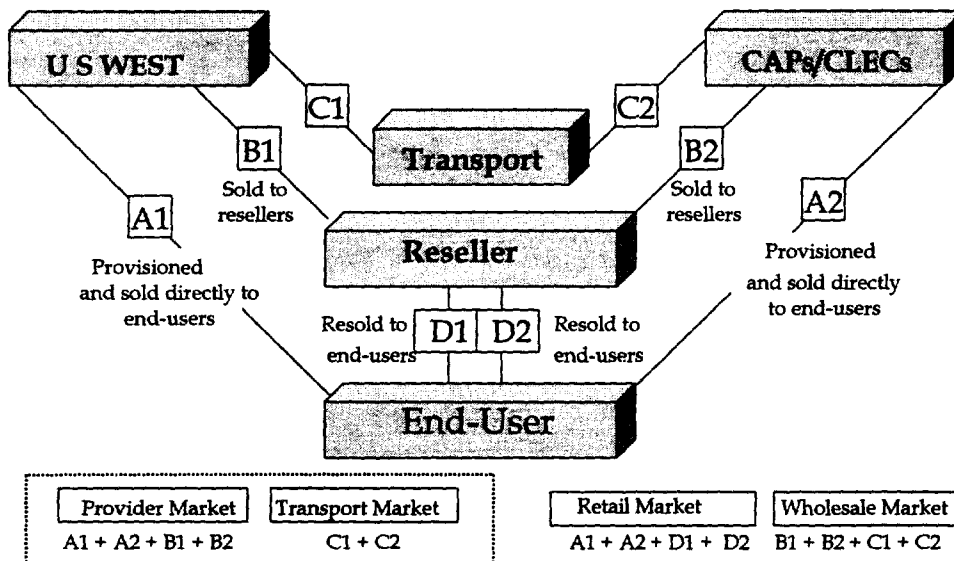 U S WEST
CAPs/CLECs
C1
C2
Transport
B1
B2
Sold to
resellers
Sold to
resellers
A1
A2
Reseller
Provisioned
and sold directly to
end-users
Provisioned
and sold directly
to end-users
Resold to
end-users
D1
D2
Resold to
end-users
End-User
Provider Market
Transport Market
Retail Market
Wholesale Market
A1 + A2 + B1 + B2
C1 + C2
A1 + A2 + D1 + D2
B1 + B2 + C1 + C2